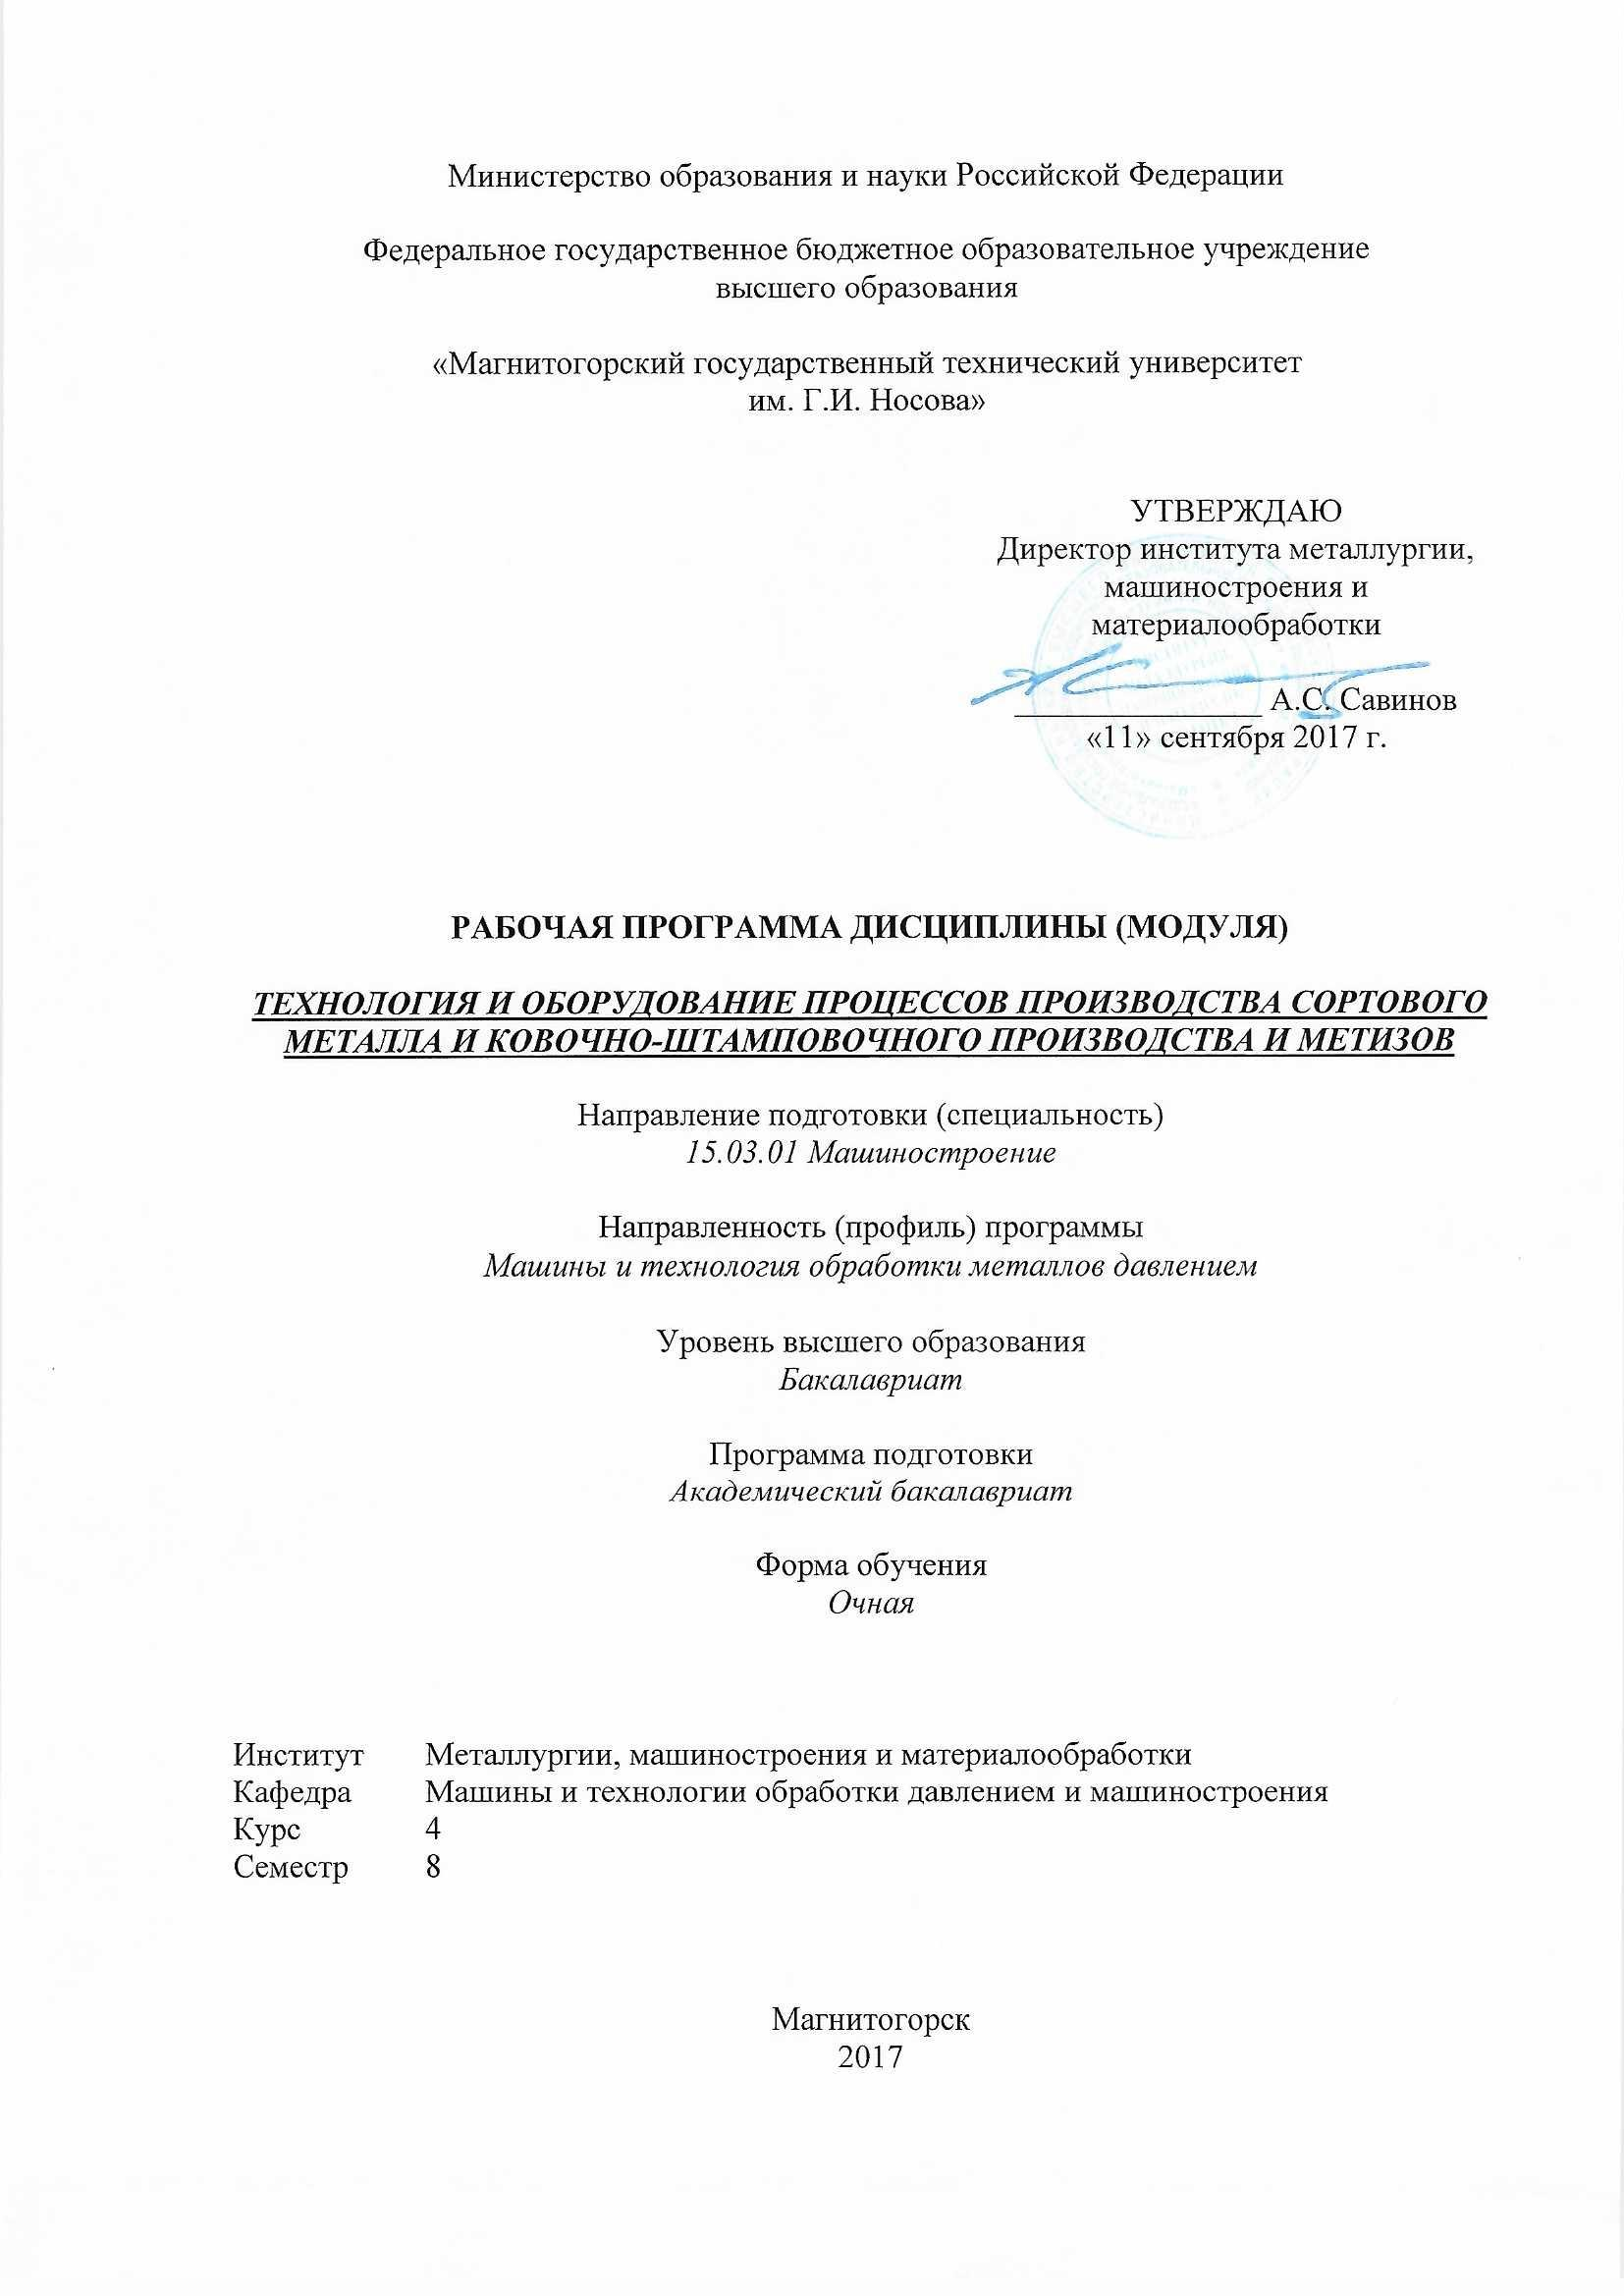 Министерство образования и науки Российской Федерации
Федеральное государственное бюджетное образовательное учреждение
высшего образования
«Магнитогорский государственный технический университет
им. Г.И. Носова»
УТВЕРЖДАЮ
Директор института металлургии,
машиностроения и
материалообработки
А.С. Савинов
«11» сентября 2017 г.
РАБОЧАЯ ПРОГРАММА ДИСЦИПЛИНЫ (МОДУЛЯ)
ТЕХНОЛОГИЯ И ОБОРУДОВАНИЕ ПРОЦЕССОВ ПРОИЗВОДСТВА СОРТОВОГО
МЕТАЛЛА И КОВОЧНО-ШТАМПОВОЧНОГО ПРОИЗВОДСТВА И МЕТИЗОВ
Направление подготовки (специальность)
15.03.01 Машиностроение
Направленность (профиль) программы
Машины и технология обработки металлов давлением
Уровень высшего образования
Бакалавриат
Программа подготовки
Академический бакалавриат
Форма обучения
Очная
Институт Металлургии, машиностроения и материалообработки
Кафедра Машины и технологии обработки давлением и машиностроения
Курс 4
Семестр 8
Магнитогорск
2017